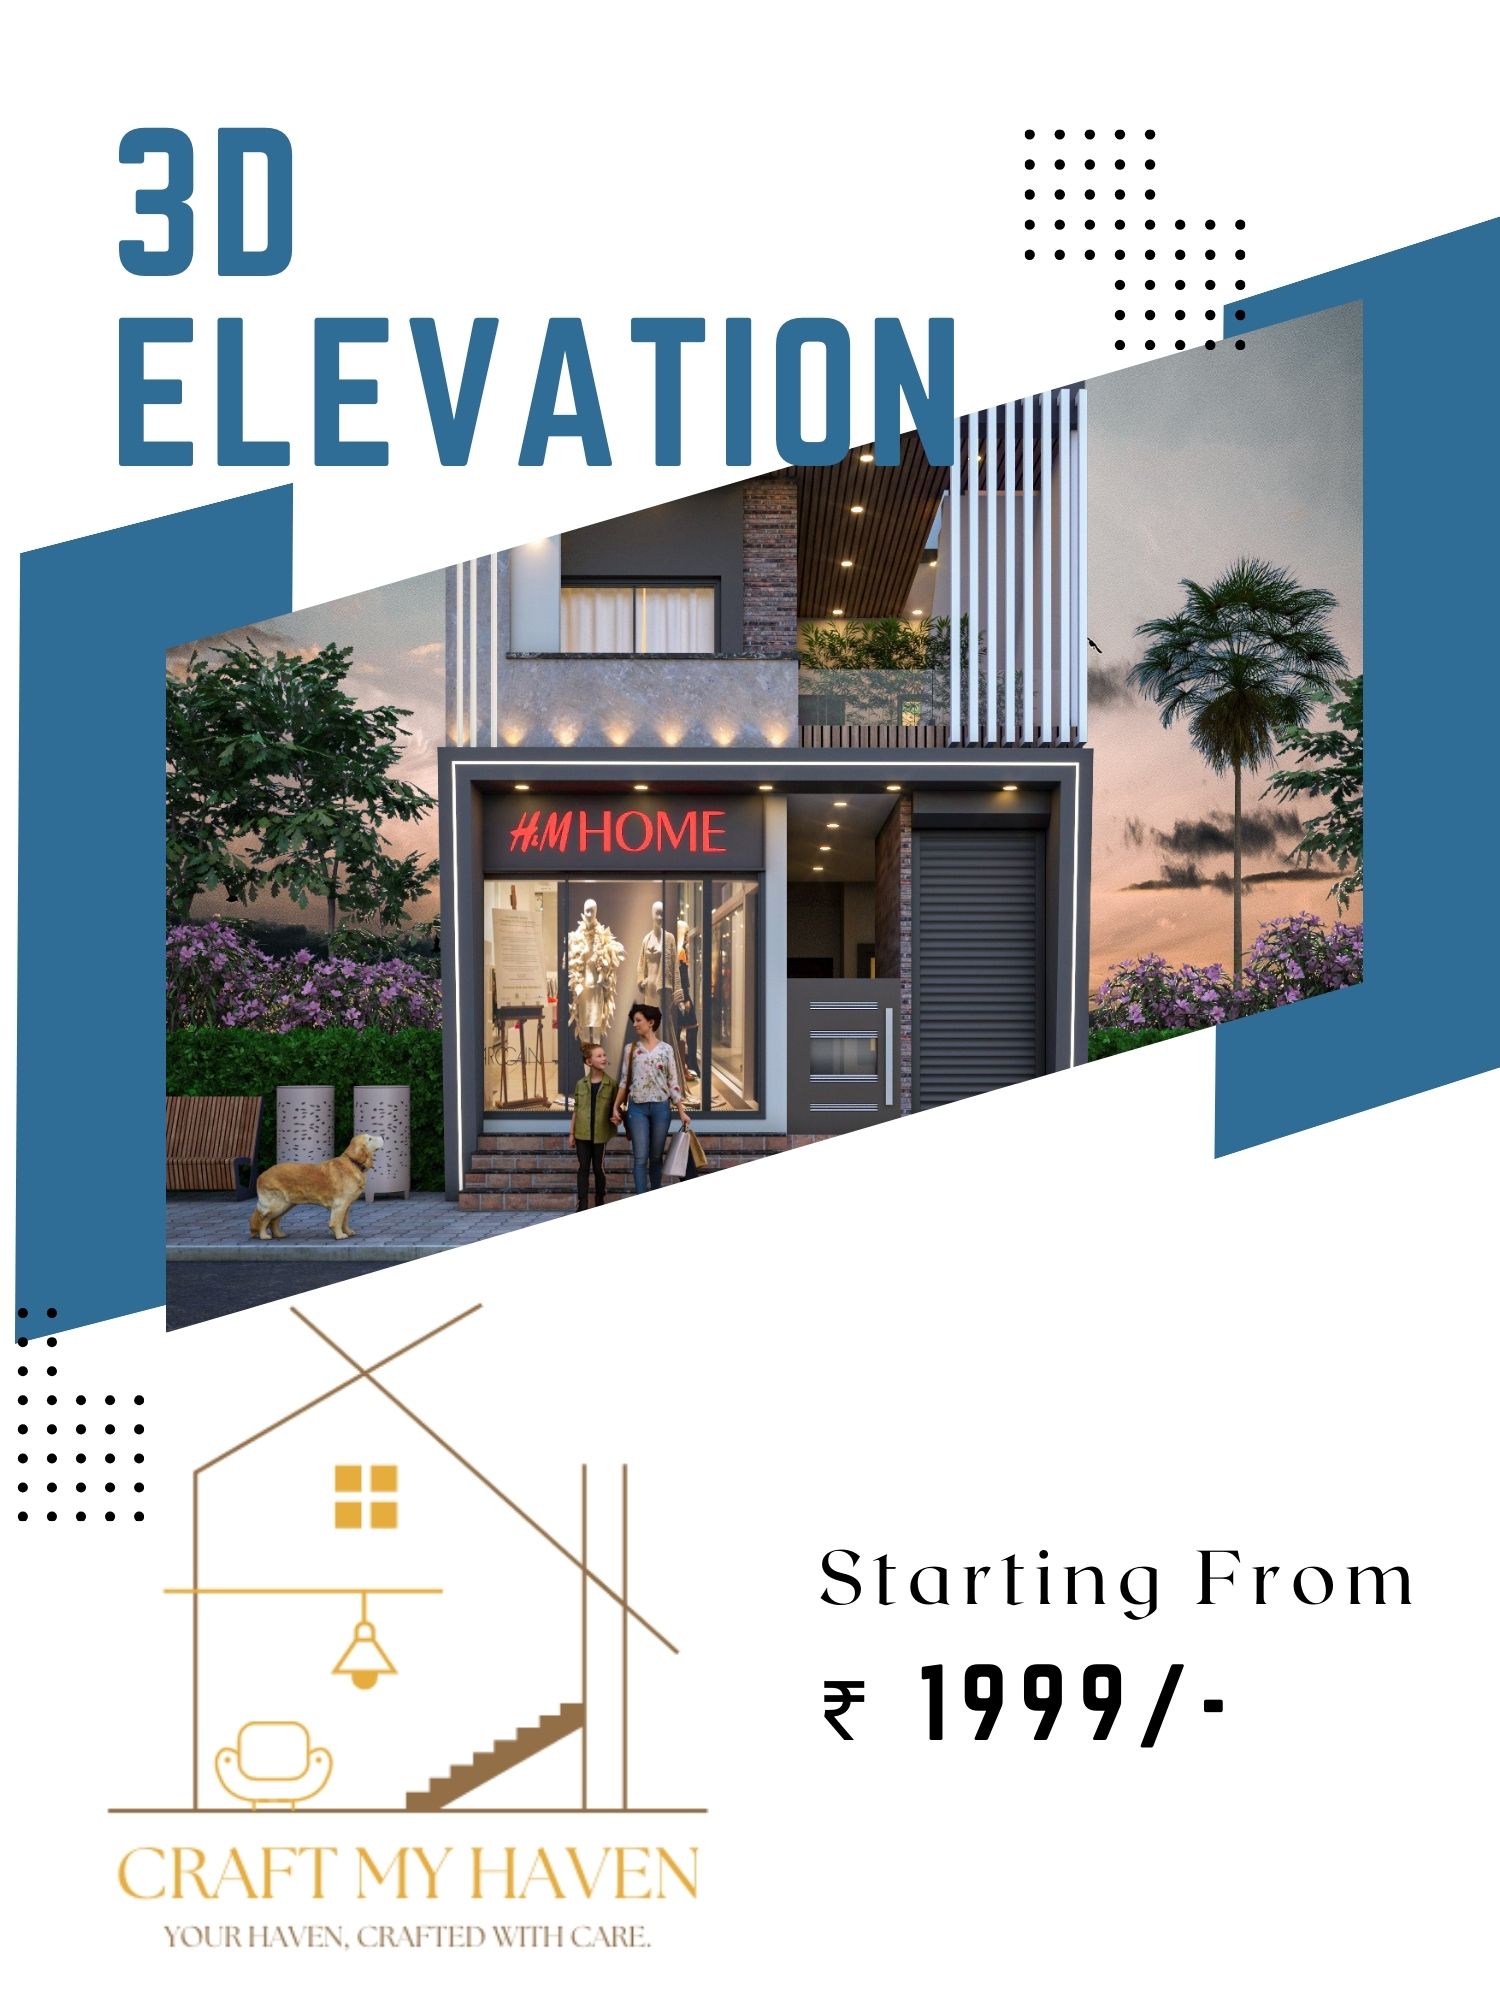 3D
ELEVATION
H&M HOME
Starting From
₹ 1999/-
CRAFT MY HAVEN
YOUR HAVEN, CRAFTED WITH CARE.